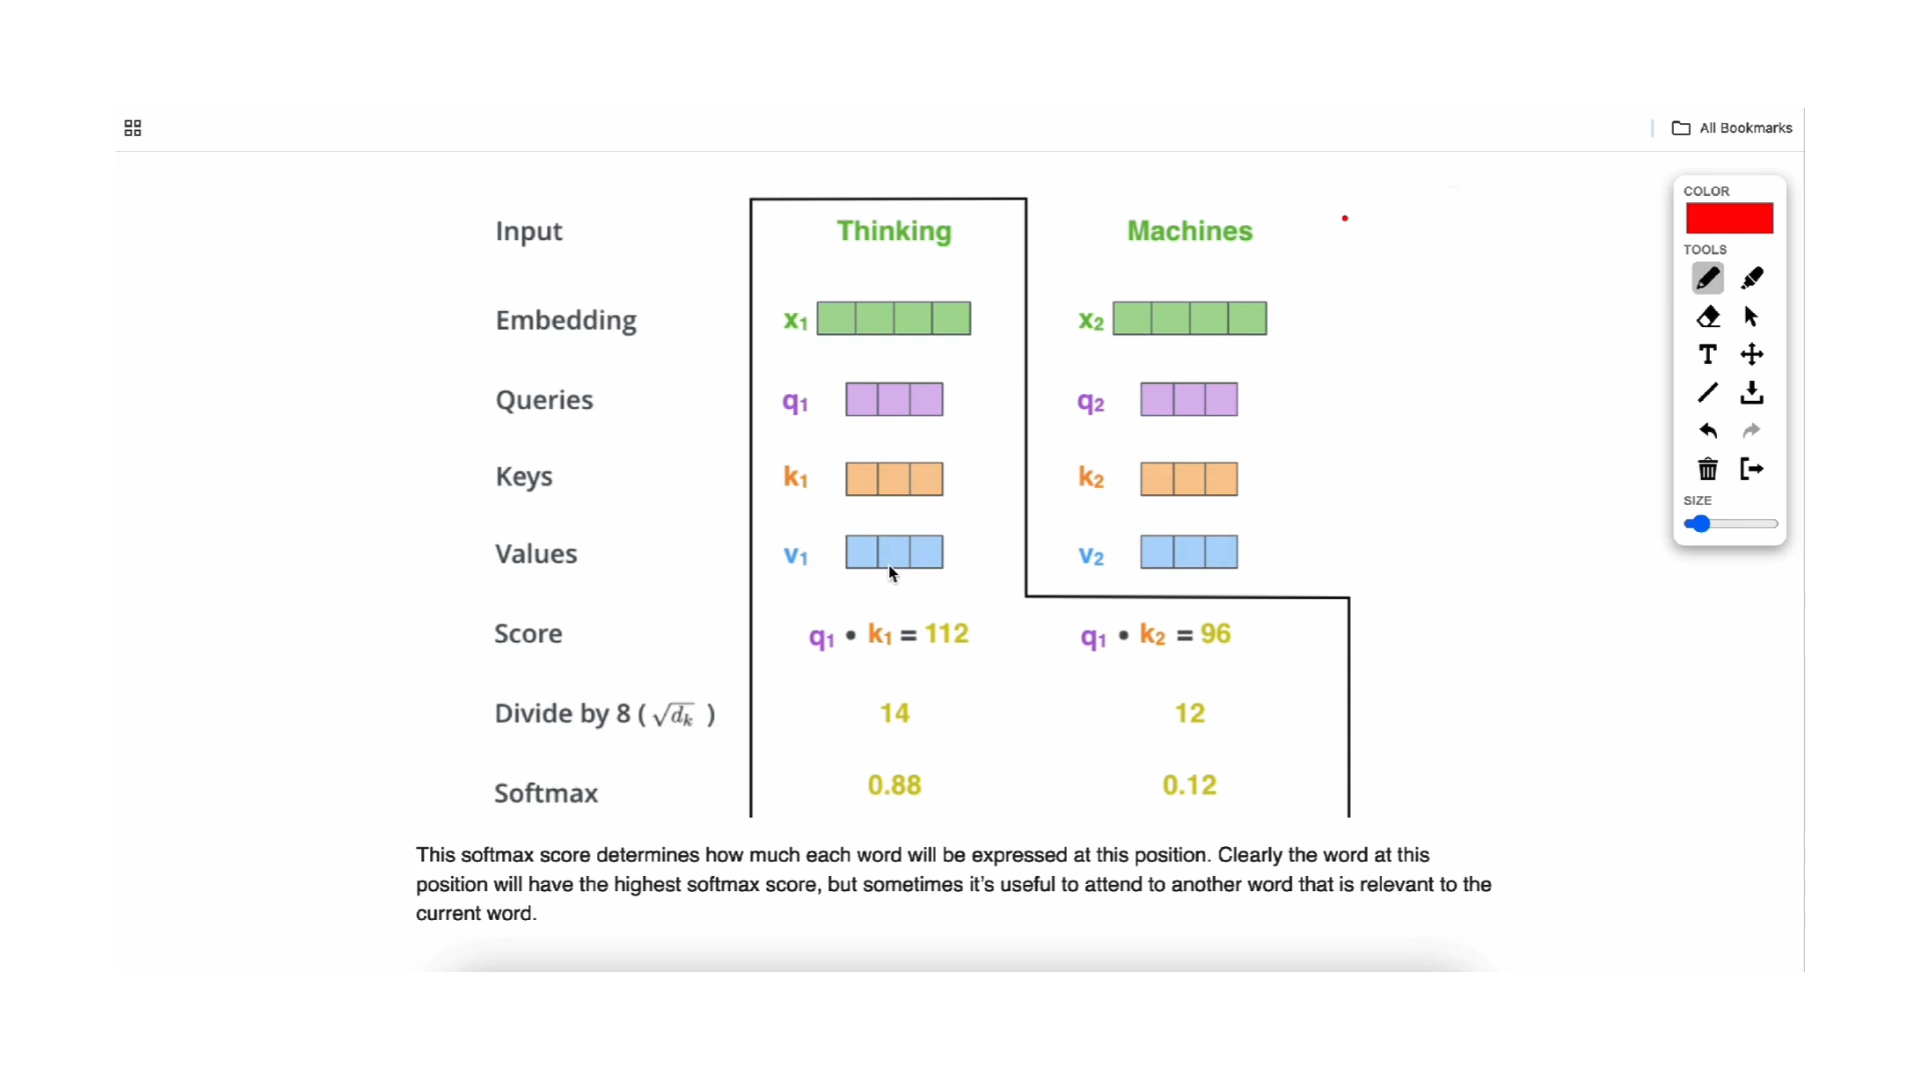 All Bookmarks
COLOR
TOOLS
T
SIZE
Input Thinking Machines
Embedding x₁ x₂
Queries q₁ q₂
Keys k₁ k₂
Values v₁ v₂
Score q₁ • k₁ = 112 q₁ • k₂ = 96
Divide by 8 ( √dₖ ) 14 12
Softmax 0.88 0.12
This softmax score determines how much each word will be expressed at this position. Clearly the word at this
position will have the highest softmax score, but sometimes it’s useful to attend to another word that is relevant to the
current word.